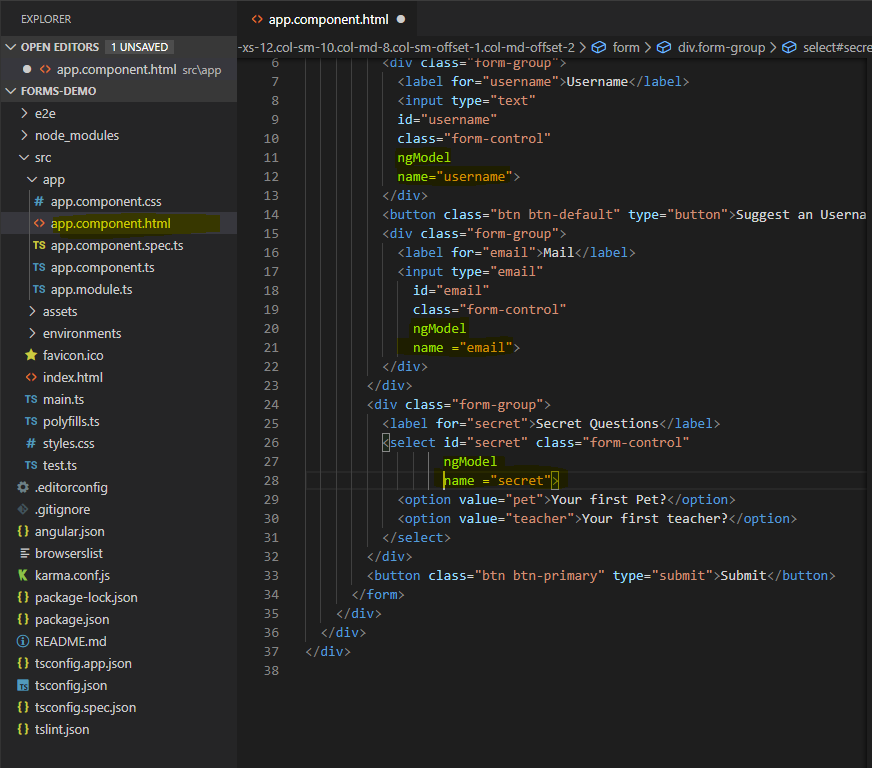 EXPLORER
OPEN EDITORS 1 UNSAVED
app.component.html src\app
FORMS-DEMO
e2e
node_modules
src
app
# app.component.css
<> app.component.html
TS app.component.spec.ts
TS app.component.ts
TS app.module.ts
assets
environments
favicon.ico
<> index.html
TS main.ts
TS polyfills.ts
# styles.css
TS test.ts
.editorconfig
.gitignore
{} angular.json
browserslist
K karma.conf.js
{} package-lock.json
{} package.json
README.md
{} tsconfig.app.json
TS tsconfig.json
{} tsconfig.spec.json
{} tslint.json
<> app.component.html
-xs-12.col-sm-10.col-md-8.col-sm-offset-1.col-md-offset-2 > form > div.form-group > select#secre
6 <div class="form-group">
7 <label for="username">Username</label>
8 <input type="text"
9 id="username"
10 class="form-control"
11 ngModel
12 name="username">
13 </div>
14 <button class="btn btn-default" type="button">Suggest an Userna
15 <div class="form-group">
16 <label for="email">Mail</label>
17 <input type="email"
18 id="email"
19 class="form-control"
20 ngModel
21 name ="email">
22 </div>
23 </div>
24 <div class="form-group">
25 <label for="secret">Secret Questions</label>
26 <select id="secret" class="form-control"
27 ngModel
28 name ="secret">
29 <option value="pet">Your first Pet?</option>
30 <option value="teacher">Your first teacher?</option>
31 </select>
32 </div>
33 <button class="btn btn-primary" type="submit">Submit</button>
34 </form>
35 </div>
36 </div>
37 </div>
38